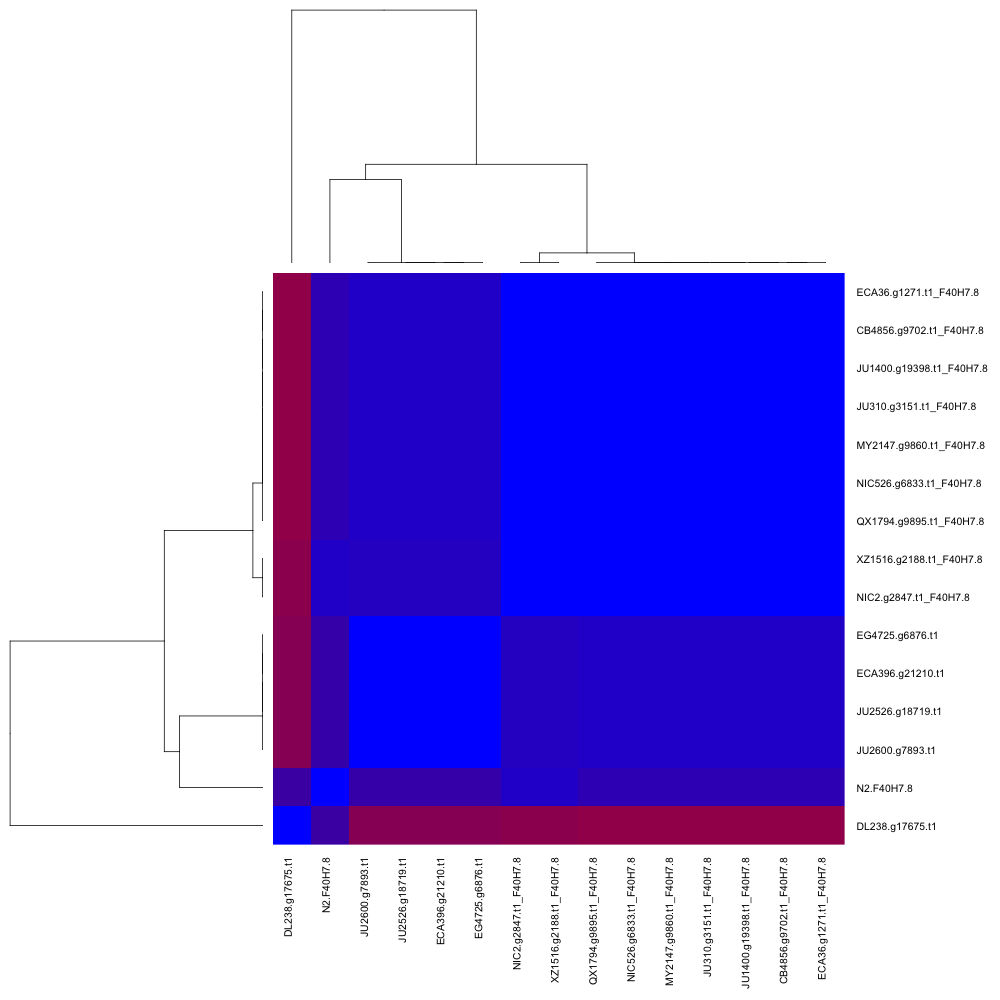 ECA36.g1271.t1_F40H7.8
CB4856.g9702.t1_F40H7.8
JU1400.g19398.t1_F40H7.8
JU310.g3151.t1_F40H7.8
MY2147.g9860.t1_F40H7.8
NIC526.g6833.t1_F40H7.8
QX1794.g9895.t1_F40H7.8
XZ1516.g2188.t1_F40H7.8
NIC2.g2847.t1_F40H7.8
EG4725.g6876.t1
ECA396.g21210.t1
JU2526.g18719.t1
JU2600.g7893.t1
N2.F40H7.8
DL238.g17675.t1
DL238.g17675.t1
N2.F40H7.8
JU2600.g7893.t1
JU2526.g18719.t1
ECA396.g21210.t1
EG4725.g6876.t1
NIC2.g2847.t1_F40H7.8
XZ1516.g2188.t1_F40H7.8
QX1794.g9895.t1_F40H7.8
NIC526.g6833.t1_F40H7.8
MY2147.g9860.t1_F40H7.8
JU310.g3151.t1_F40H7.8
JU1400.g19398.t1_F40H7.8
CB4856.g9702.t1_F40H7.8
ECA36.g1271.t1_F40H7.8